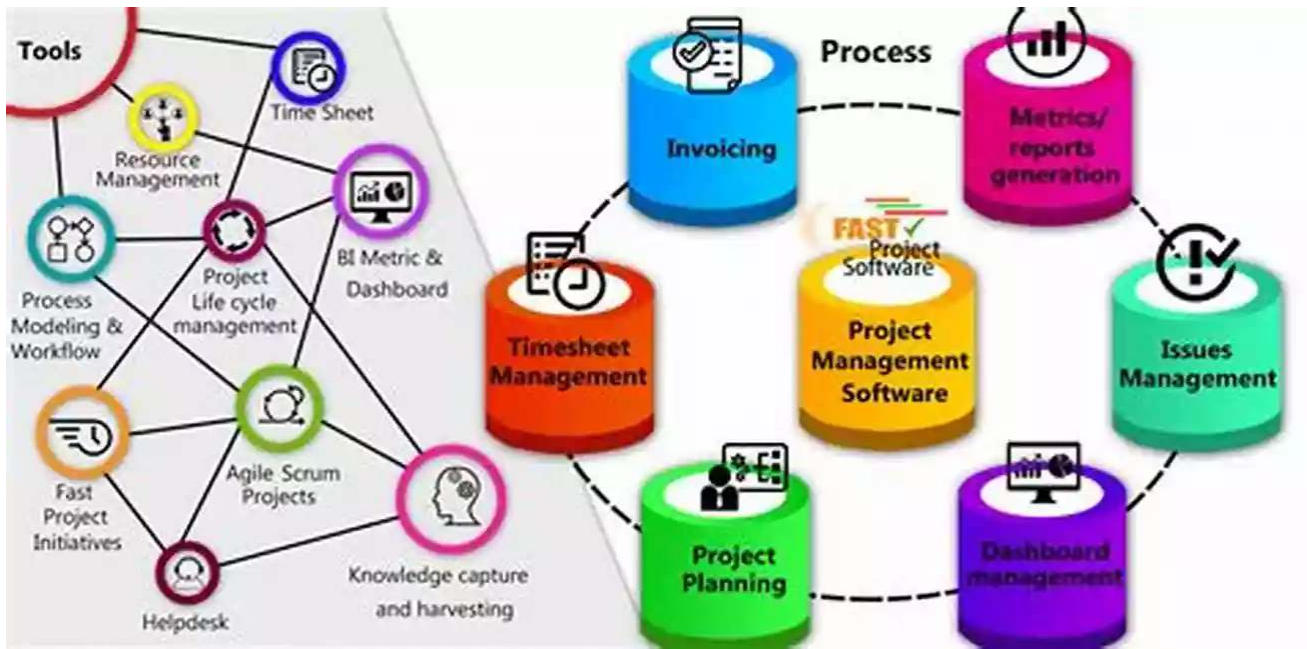 Tools
Time Sheet
Resource
Management
BI Metric &
Dashboard
Project
Life cycle
management
Process
Modeling &
Workflow
Agile Scrum
Projects
Fast
Project
Initiatives
Knowledge capture
and harvesting
Helpdesk
Process
Invoicing
Metrics/
reports
generation
FAST
Project
Software
Timesheet
Management
Project
Management
Software
Issues
Management
Project
Planning
Dashboard
management